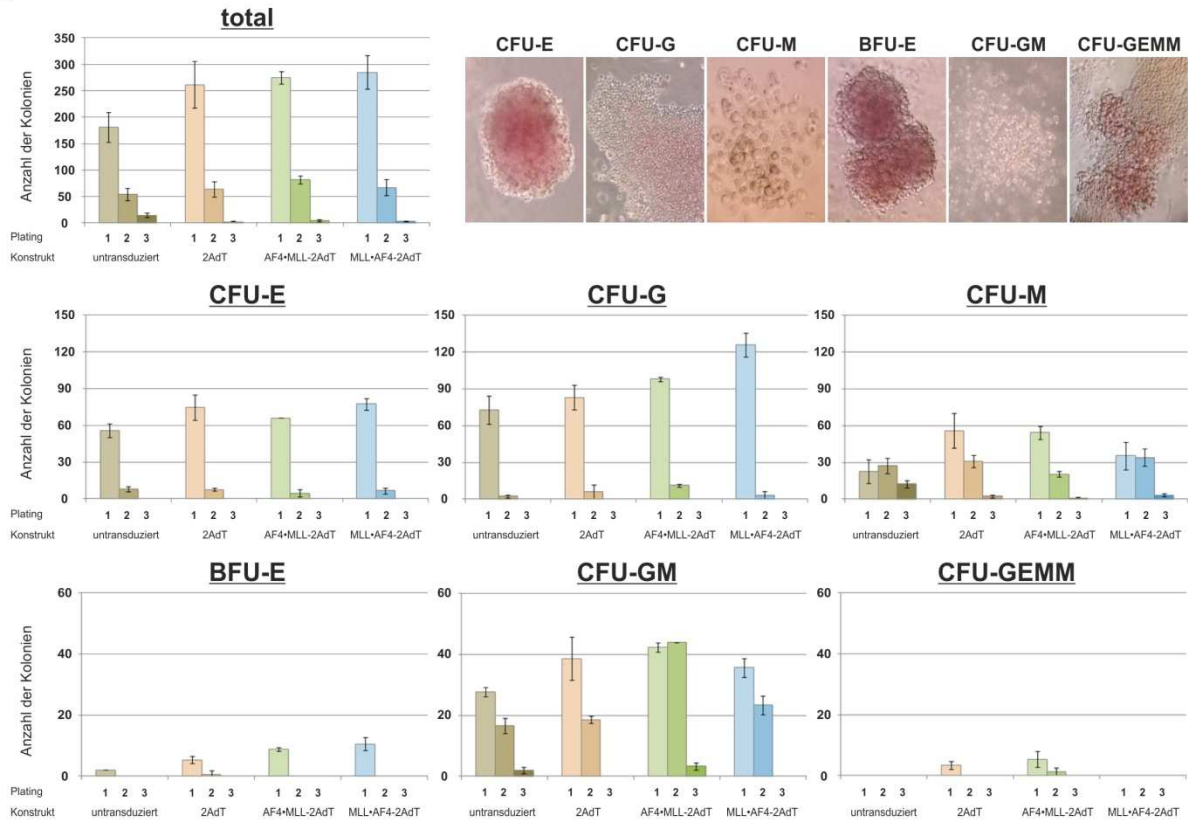 total
Anzahl der Kolonien
350
300
250
200
150
100
50
0
Plating 1 2 3 1 2 3 1 2 3 1 2 3
Konstrukt untransduziert 2AdT AF4•MLL-2AdT MLL•AF4-2AdT
CFU-E CFU-G CFU-M BFU-E CFU-GM CFU-GEMM
CFU-E
Anzahl der Kolonien
150
120
90
60
30
0
Plating 1 2 3 1 2 3 1 2 3 1 2 3
Konstrukt untransduziert 2AdT AF4•MLL-2AdT MLL•AF4-2AdT
CFU-G
150
120
90
60
30
0
1 2 3 1 2 3 1 2 3 1 2 3
untransduziert 2AdT AF4•MLL-2AdT MLL•AF4-2AdT
CFU-M
150
120
90
60
30
0
1 2 3 1 2 3 1 2 3 1 2 3
untransduziert 2AdT AF4•MLL-2AdT MLL•AF4-2AdT
BFU-E
Anzahl der Kolonien
60
40
20
0
Plating 1 2 3 1 2 3 1 2 3 1 2 3
Konstrukt untransduziert 2AdT AF4•MLL-2AdT MLL•AF4-2AdT
CFU-GM
60
40
20
0
1 2 3 1 2 3 1 2 3 1 2 3
untransduziert 2AdT AF4•MLL-2AdT MLL•AF4-2AdT
CFU-GEMM
60
40
20
0
1 2 3 1 2 3 1 2 3 1 2 3
untransduziert 2AdT AF4•MLL-2AdT MLL•AF4-2AdT